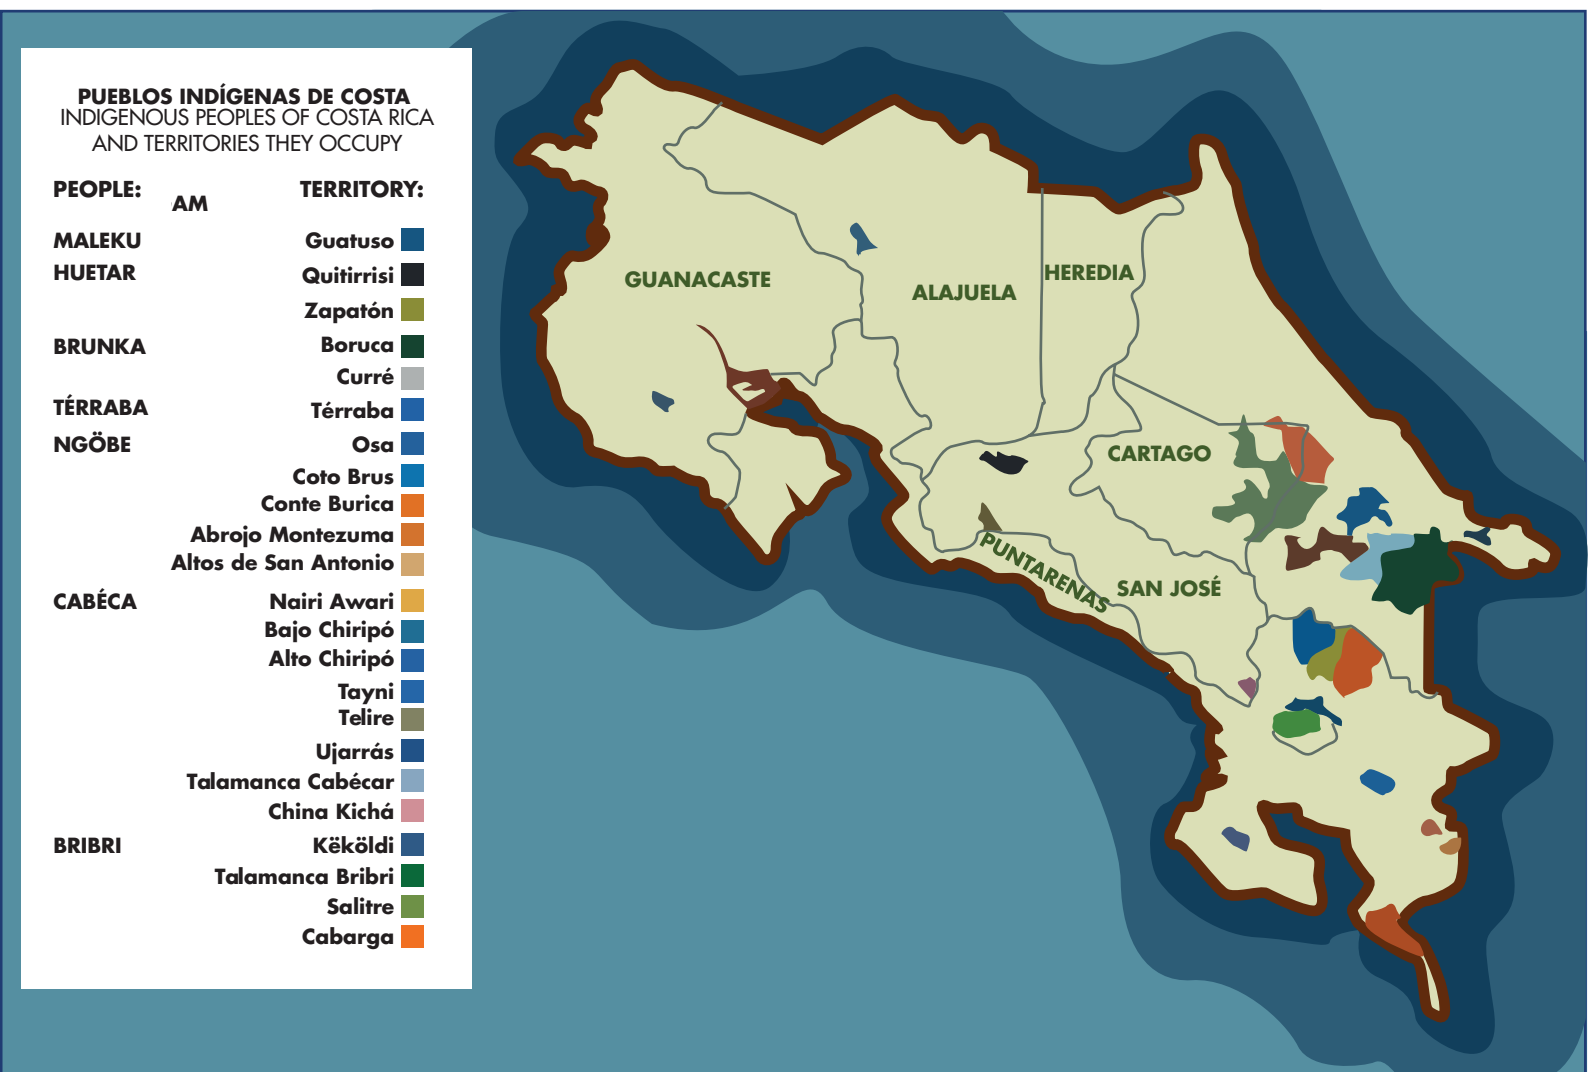 PUEBLOS INDÍGENAS DE COSTA
INDIGENOUS PEOPLES OF COSTA RICA
AND TERRITORIES THEY OCCUPY
PEOPLE: TERRITORY:
AM
MALEKU Guatuso
HUETAR Quitirrisi
Zapatón
BRUNKA Boruca
Curré
TÉRRABA Térraba
NGÖBE Osa
Coto Brus
Conte Burica
Abrojo Montezuma
Altos de San Antonio
CABÉCA Nairi Awari
Bajo Chiripó
Alto Chiripó
Tayni
Telire
Ujarrás
Talamanca Cabécar
China Kichá
BRIBRI Këköldi
Talamanca Bribri
Salitre
Cabarga
GUANACASTE
ALAJUELA
HEREDIA
CARTAGO
PUNTARENAS
SAN JOSÉ